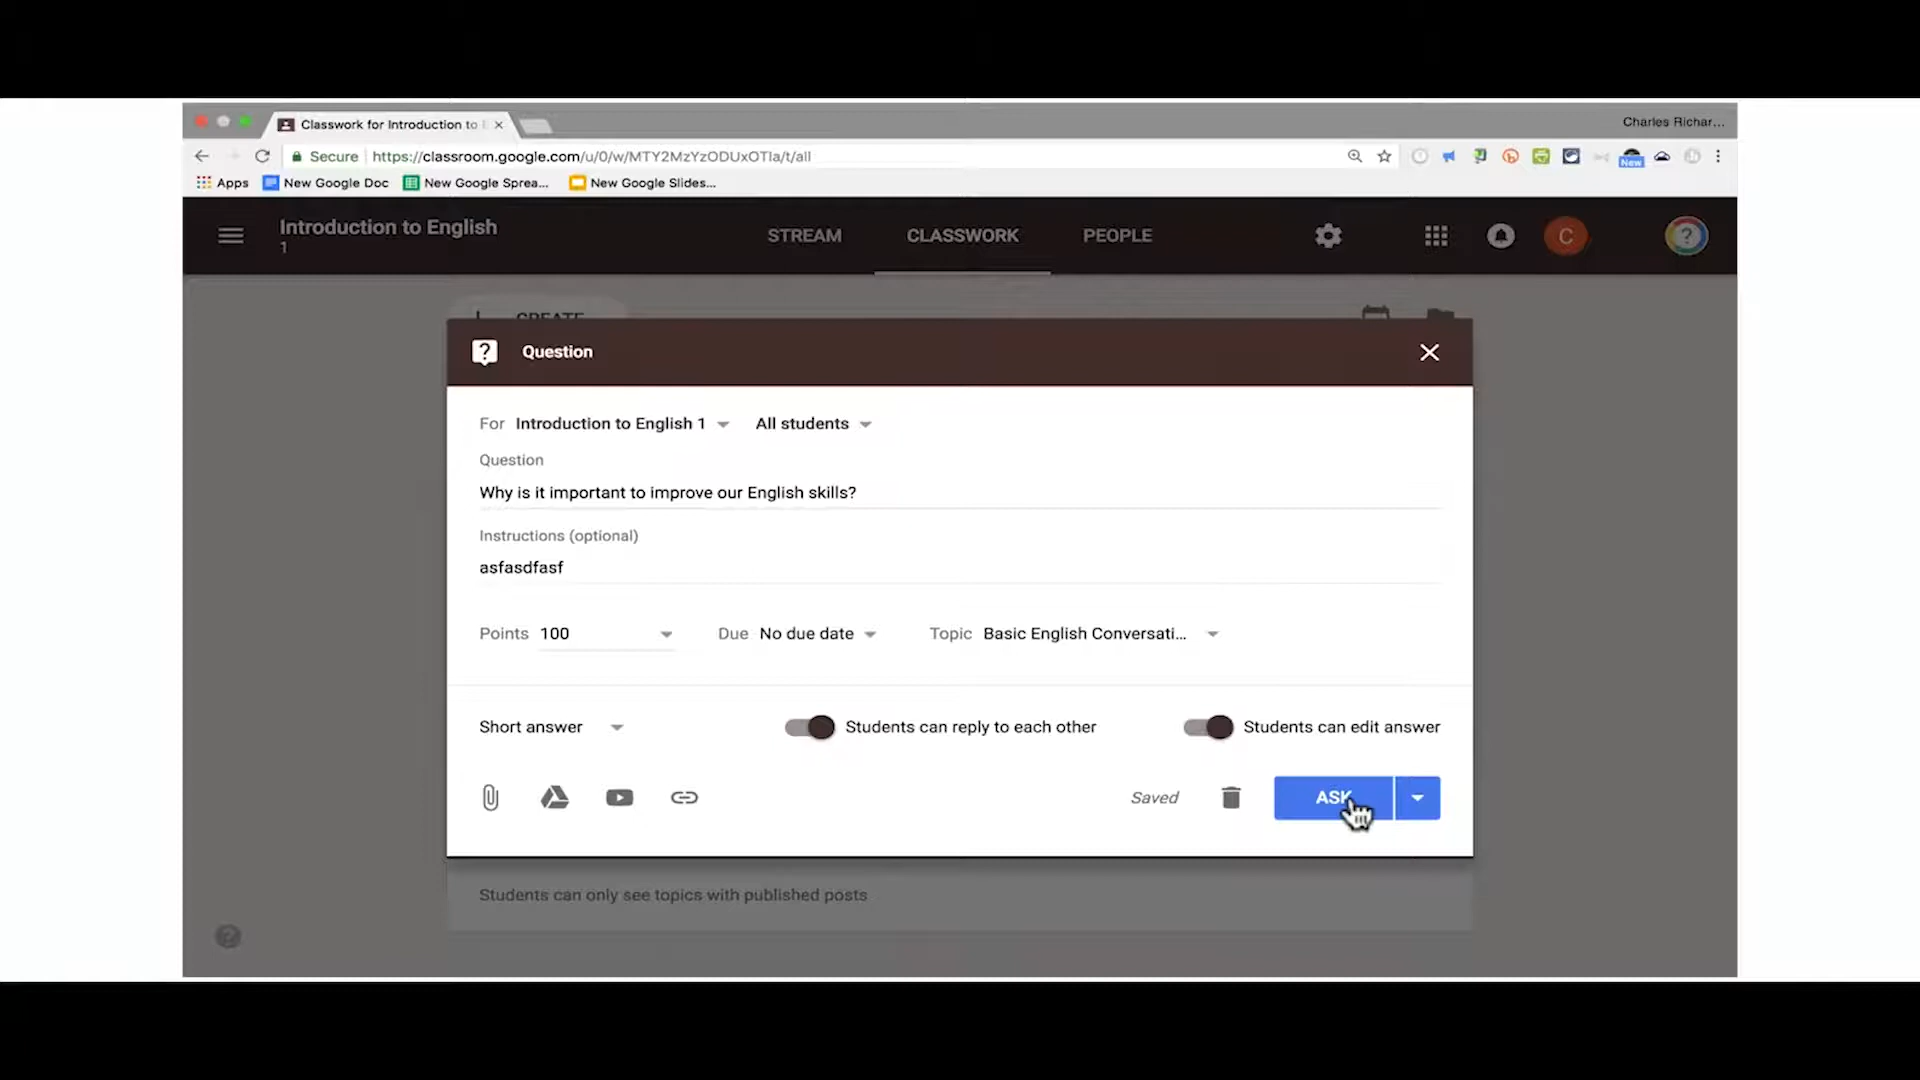 Classwork for Introduction to E
Charles Richar...
Secure https://classroom.google.com/u/0/w/MTY2MzYzODUxOTIa/t/all
New
Apps New Google Doc New Google Sprea... New Google Slides...
Introduction to English
1
STREAM CLASSWORK PEOPLE
C
CREATE
Question
For Introduction to English 1 All students
Question
Why is it important to improve our English skills?
Instructions (optional)
asfasdfasf
Points 100 Due No due date Topic Basic English Conversati...
Short answer Students can reply to each other Students can edit answer
Saved ASK
Students can only see topics with published posts